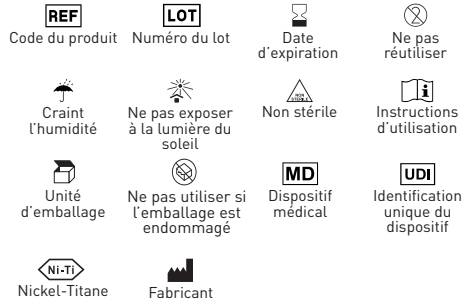 REF
LOT
Code du produit
Numéro du lot
Date
d'expiration
Ne pas
réutiliser
2
NON
STERILE
i
Craint
l'humidité
Ne pas exposer
à la lumière du
soleil
Non stérile
Instructions
d'utilisation
MD
UDI
Unité
d'emballage
Ne pas utiliser si
l'emballage est
endommagé
Dispositif
médical
Identification
unique du
dispositif
Ni-Ti
Nickel-Titane
Fabricant